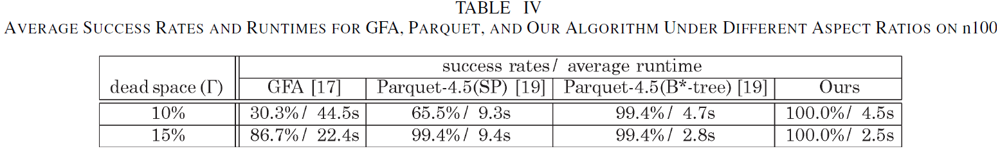 TABLE IV
AVERAGE SUCCESS RATES AND RUNTIMES FOR GFA, PARQUET, AND OUR ALGORITHM UNDER DIFFERENT ASPECT RATIOS ON n100
success rates/ average runtime
dead space (Γ) GFA [17] Parquet-4.5(SP) [19] Parquet-4.5(B*-tree) [19] Ours
10% 30.3%/ 44.5s 65.5%/ 9.3s 99.4%/ 4.7s 100.0%/ 4.5s
15% 86.7%/ 22.4s 99.4%/ 9.4s 99.4%/ 2.8s 100.0%/ 2.5s